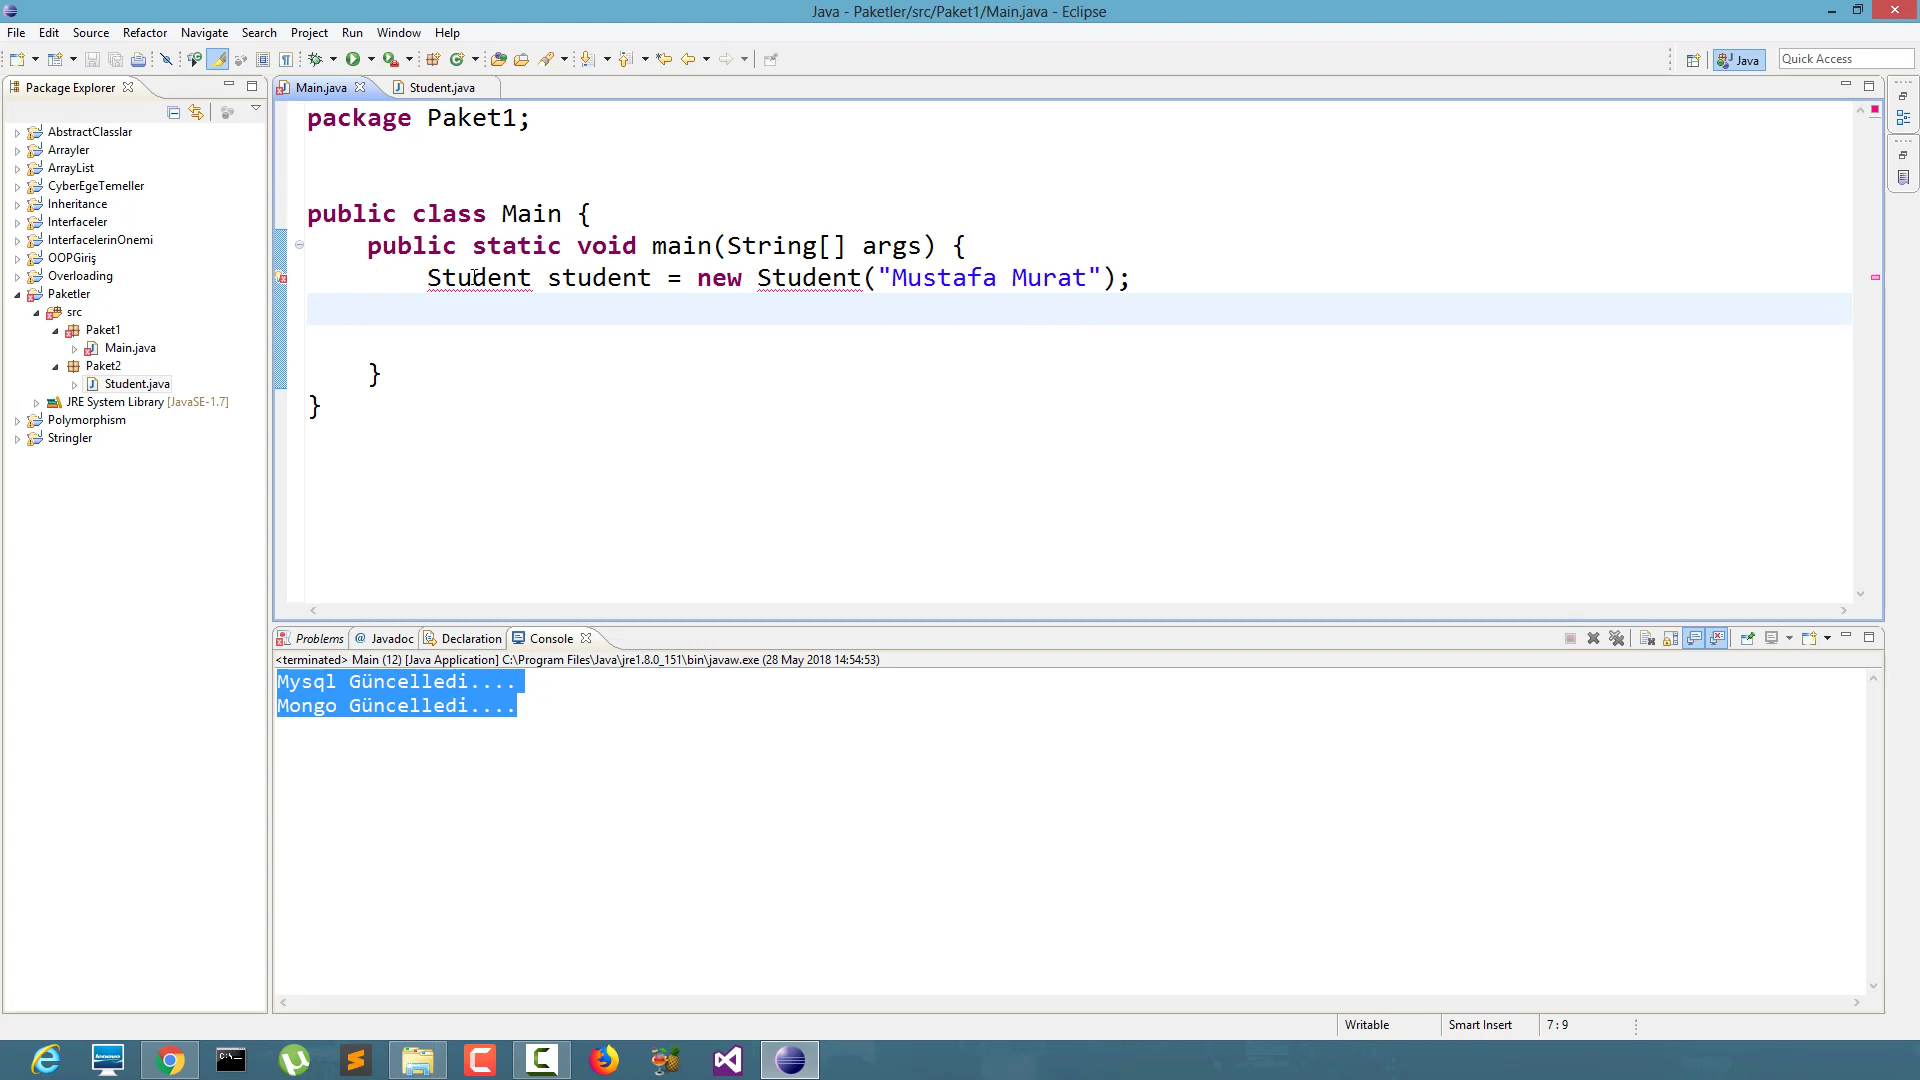 Java - Paketler/src/Paket1/Main.java - Eclipse
File Edit Source Refactor Navigate Search Project Run Window Help
Quick Access
Java
Package Explorer
Main.java
Student.java
AbstractClasslar
Arrayler
ArrayList
CyberEgeTemeller
Inheritance
Interfaceler
InterfacelerinOnemi
OOPGiriş
Overloading
Paketler
src
Paket1
Main.java
Paket2
Student.java
JRE System Library [JavaSE-1.7]
Polymorphism
Stringler
package Paket1;
public class Main {
public static void main(String[] args) {
Student student = new Student("Mustafa Murat");
}
}
Problems @ Javadoc Declaration Console
<terminated> Main (12) [Java Application] C:\Program Files\Java\jre1.8.0_151\bin\javaw.exe (28 May 2018 14:54:53)
Mysql Güncelledi....
Mongo Güncelledi....
Writable Smart Insert 7 : 9